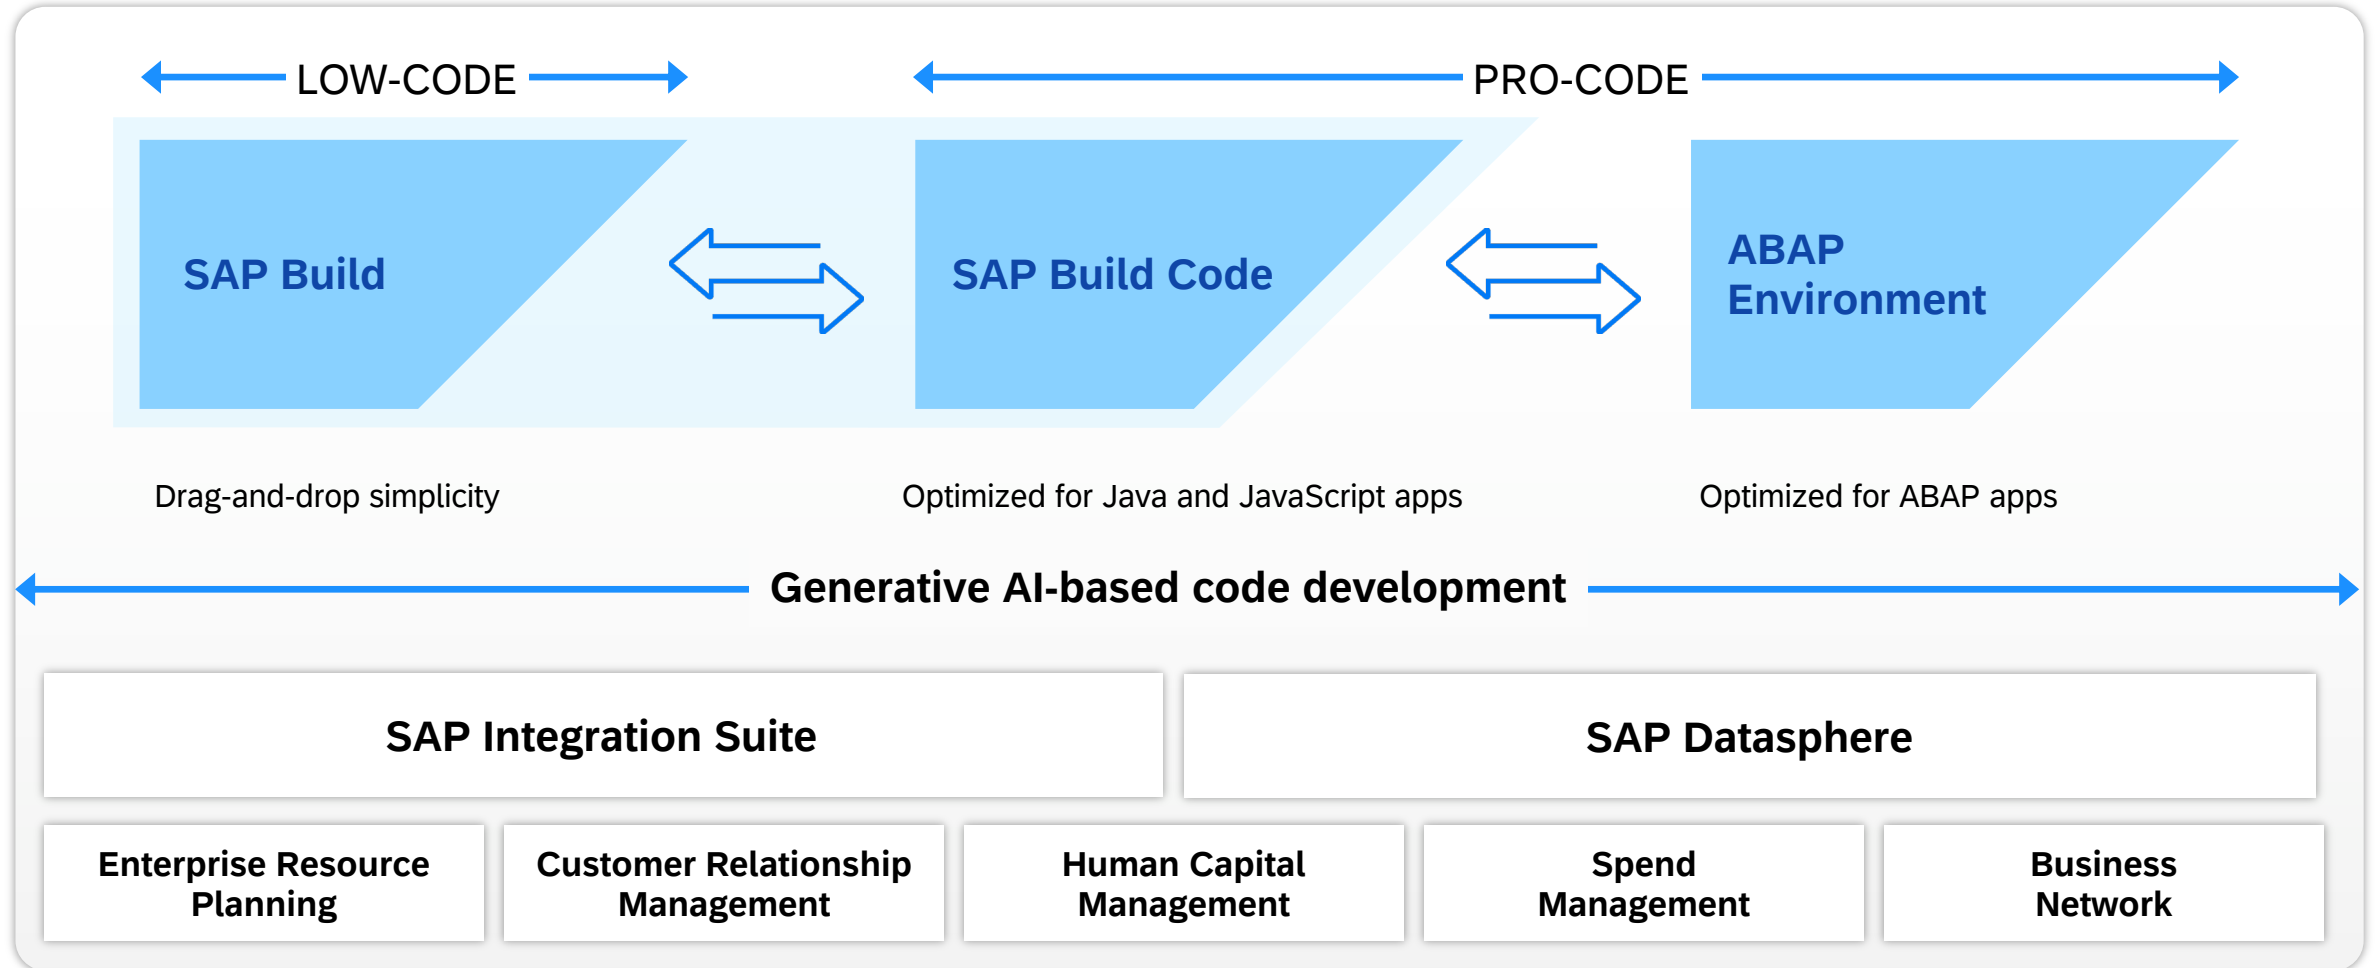 LOW-CODE
PRO-CODE
SAP Build
SAP Build Code
ABAP
Environment
Drag-and-drop simplicity
Optimized for Java and JavaScript apps
Optimized for ABAP apps
Generative AI-based code development
SAP Integration Suite
SAP Datasphere
Enterprise Resource
Planning
Customer Relationship
Management
Human Capital
Management
Spend
Management
Business
Network